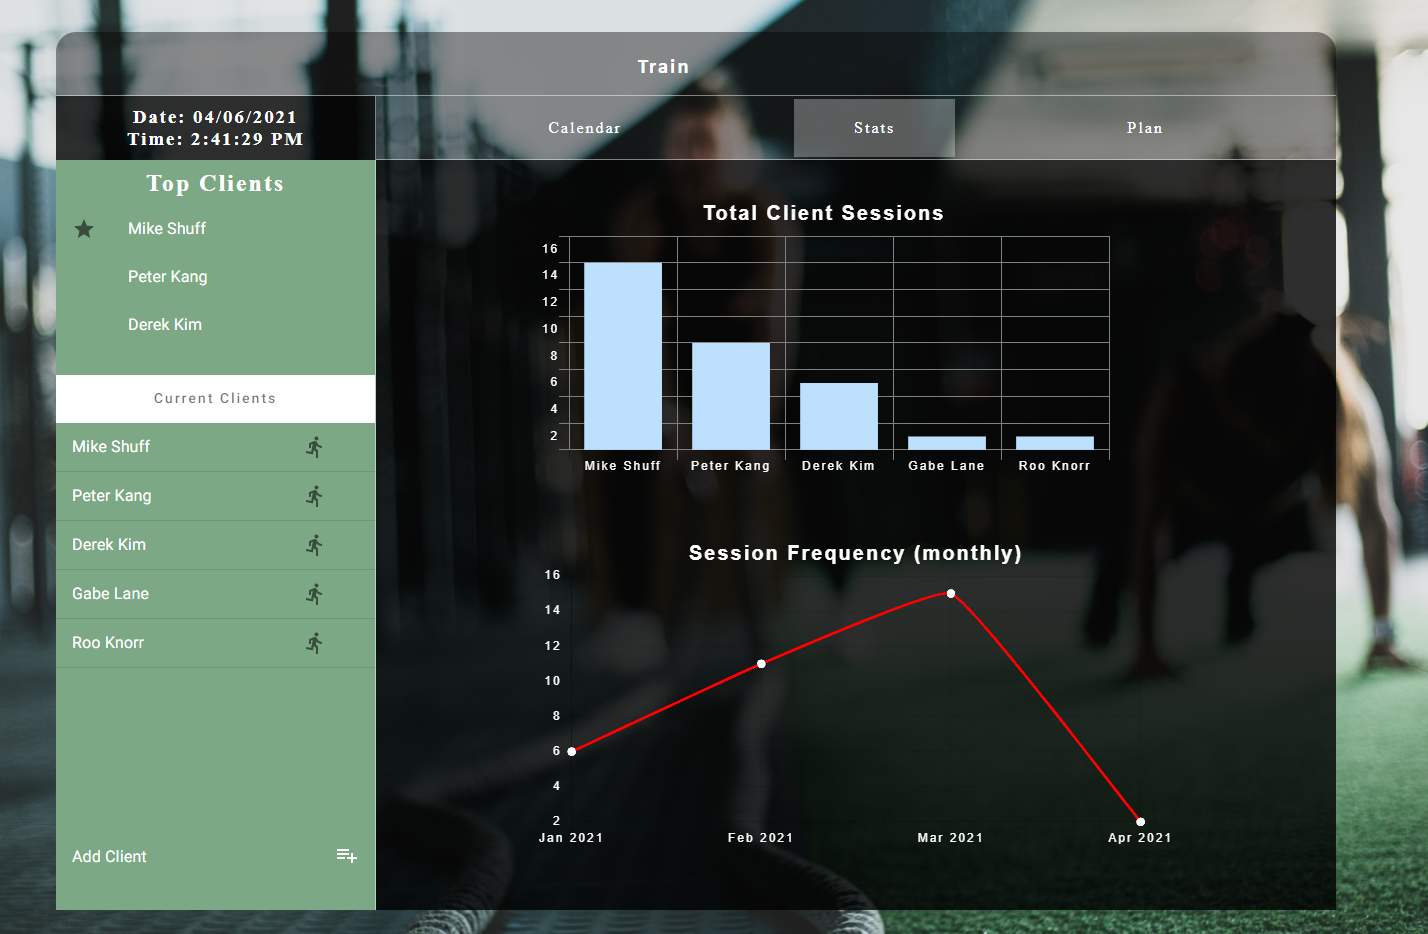 Train
Date: 04/06/2021
Time: 2:41:29 PM
Calendar
Stats
Plan
Top Clients
Mike Shuff
Peter Kang
Derek Kim
Current Clients
Mike Shuff
Peter Kang
Derek Kim
Gabe Lane
Roo Knorr
Add Client
Total Client Sessions
16
14
12
10
8
6
4
2
Mike Shuff
Peter Kang
Derek Kim
Gabe Lane
Roo Knorr
Session Frequency (monthly)
16
14
12
10
8
6
4
2
Jan 2021
Feb 2021
Mar 2021
Apr 2021